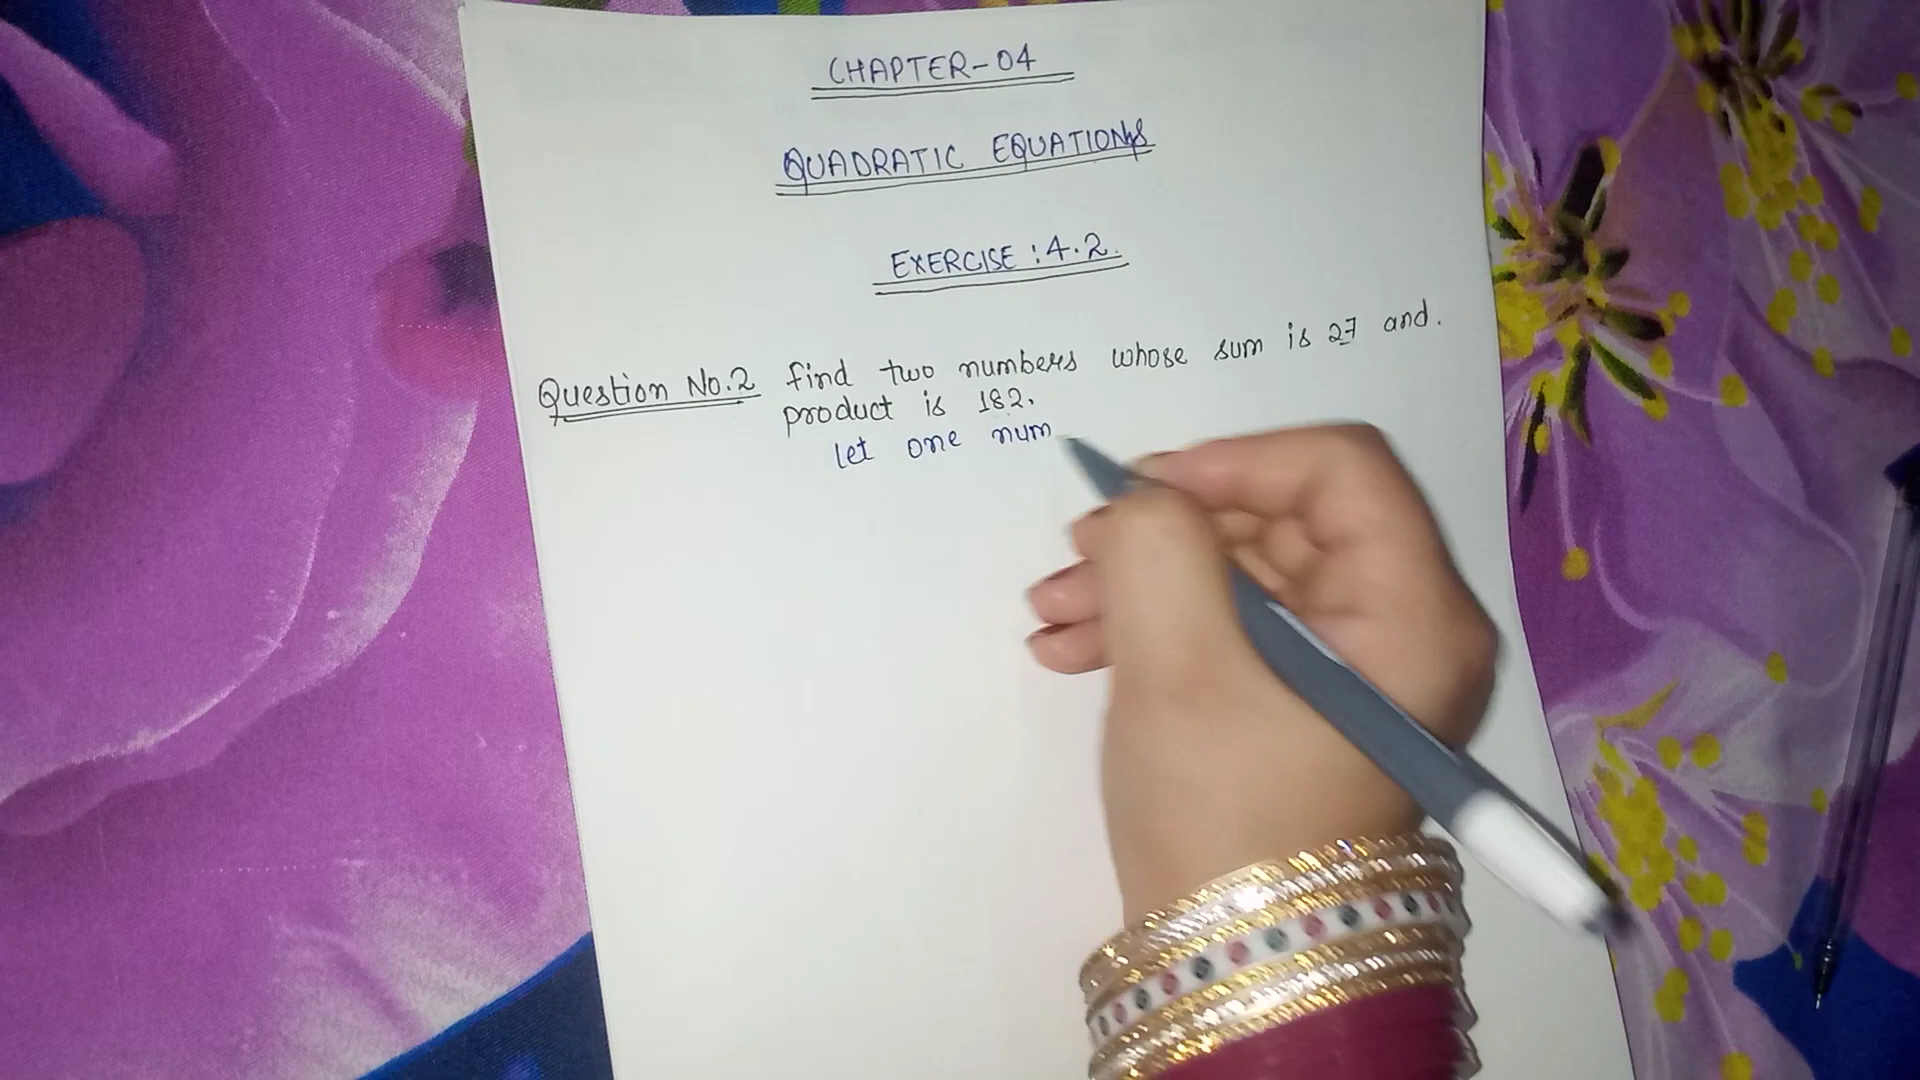 CHAPTER-04
QUADRATIC EQUATIONS
EXERCISE : 4.2.
Question No.2 find two numbers whose sum is 27 and.
product is 182.
let one num